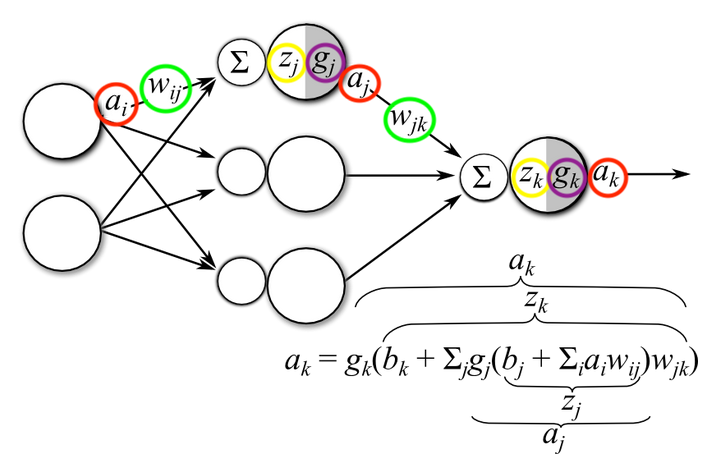 Σ z_j g_j
a_i w_ij a_j
w_jk
Σ z_k g_k a_k
a_k
z_k
a_k = g_k(b_k + Σ_j g_j(b_j + Σ_i a_i w_ij)w_jk)
z_j
a_j